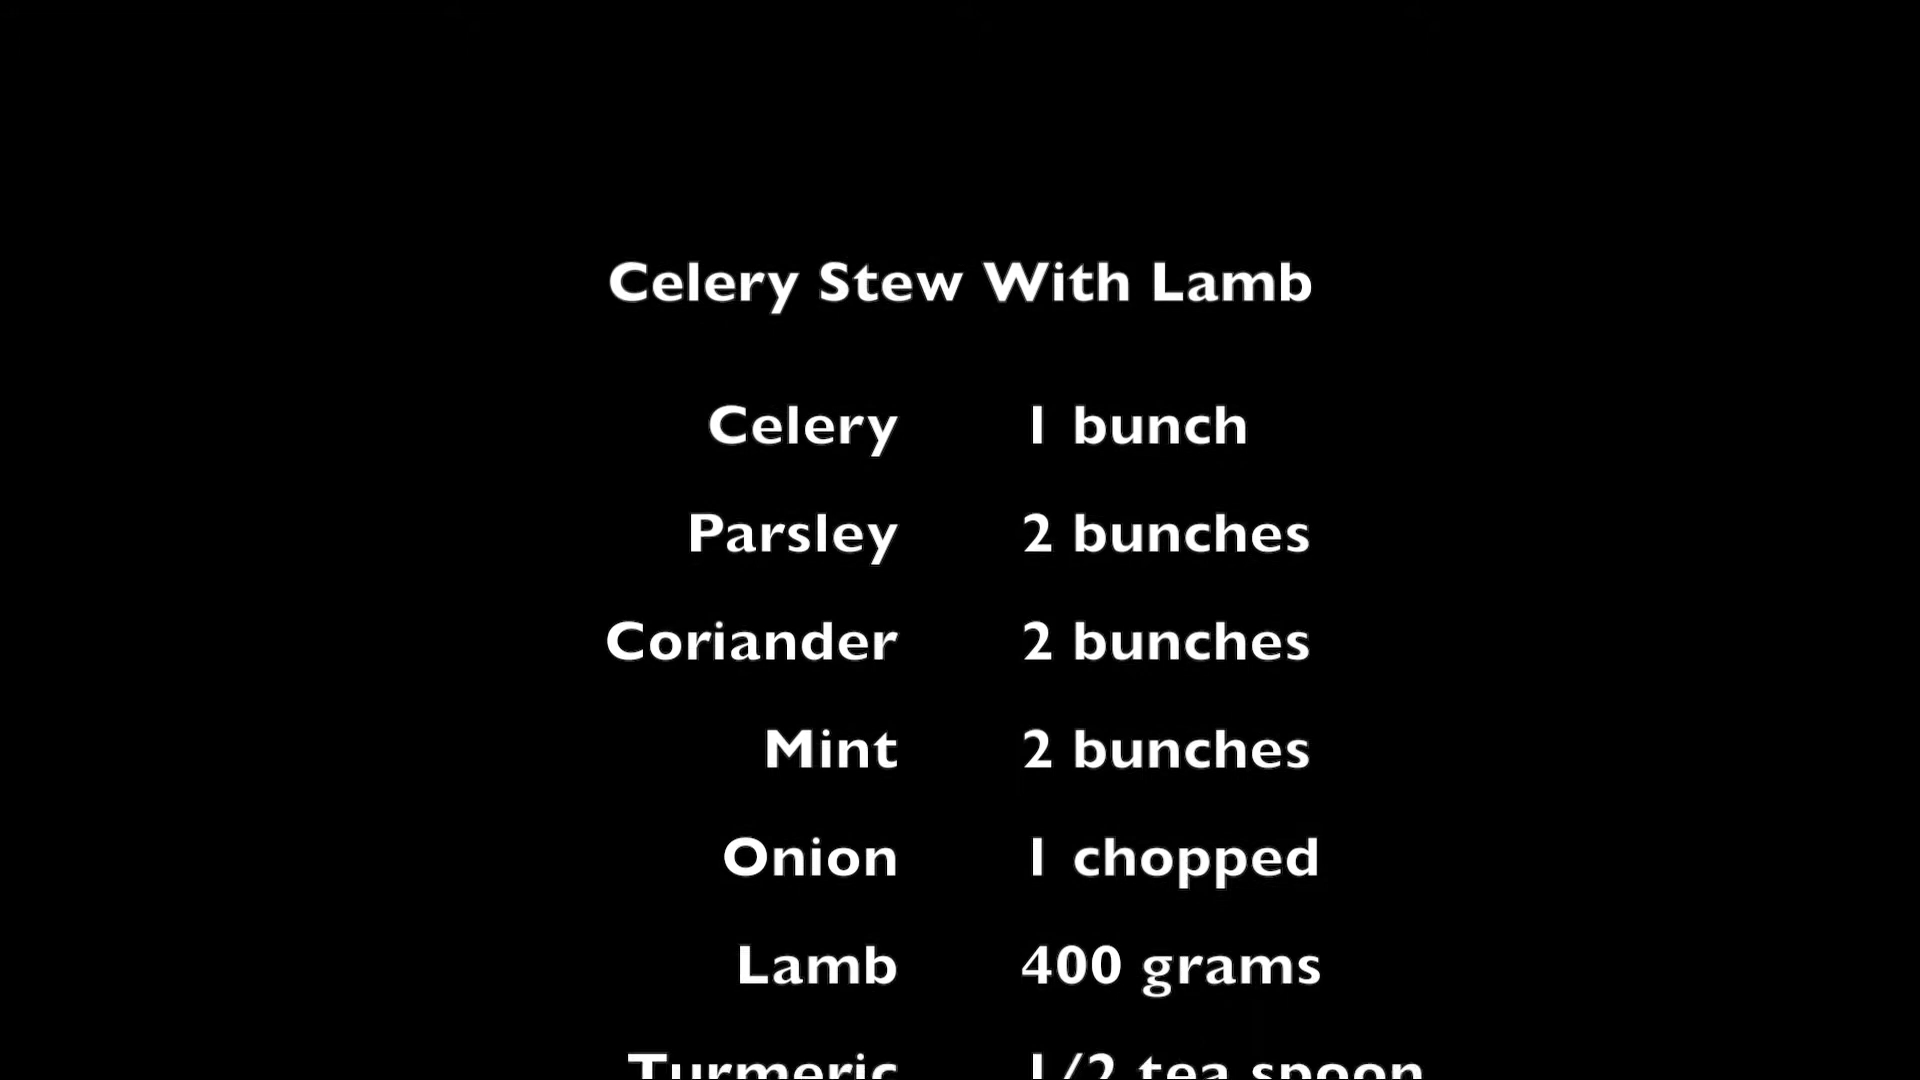 Celery Stew With Lamb
Celery 1 bunch
Parsley 2 bunches
Coriander 2 bunches
Mint 2 bunches
Onion 1 chopped
Lamb 400 grams
Turmeric 1/2 tea spoon